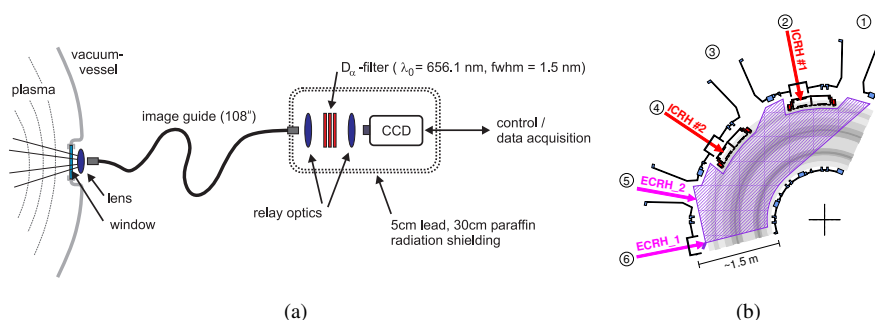 vacuum-
vessel
plasma
image guide (108")
Dα-filter ( λ0 = 656.1 nm, fwhm = 1.5 nm)
CCD
control /
data acquisition
lens
window
relay optics
5cm lead, 30cm paraffin
radiation shielding
(a)
①
②
ICRH #1
③
④
ICRH #2
⑤
ECRH_2
ECRH_1
⑥
~1.5 m
(b)